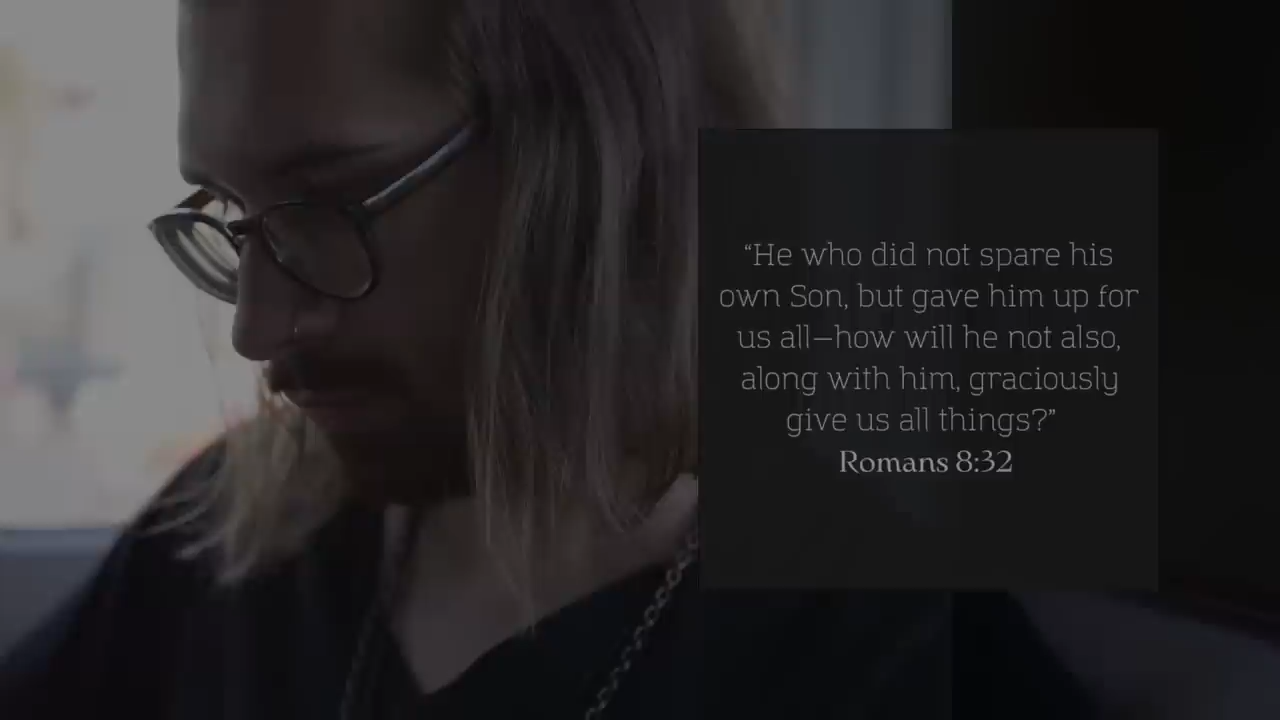 “He who did not spare his
own Son, but gave him up for
us all—how will he not also,
along with him, graciously
give us all things?”
Romans 8:32